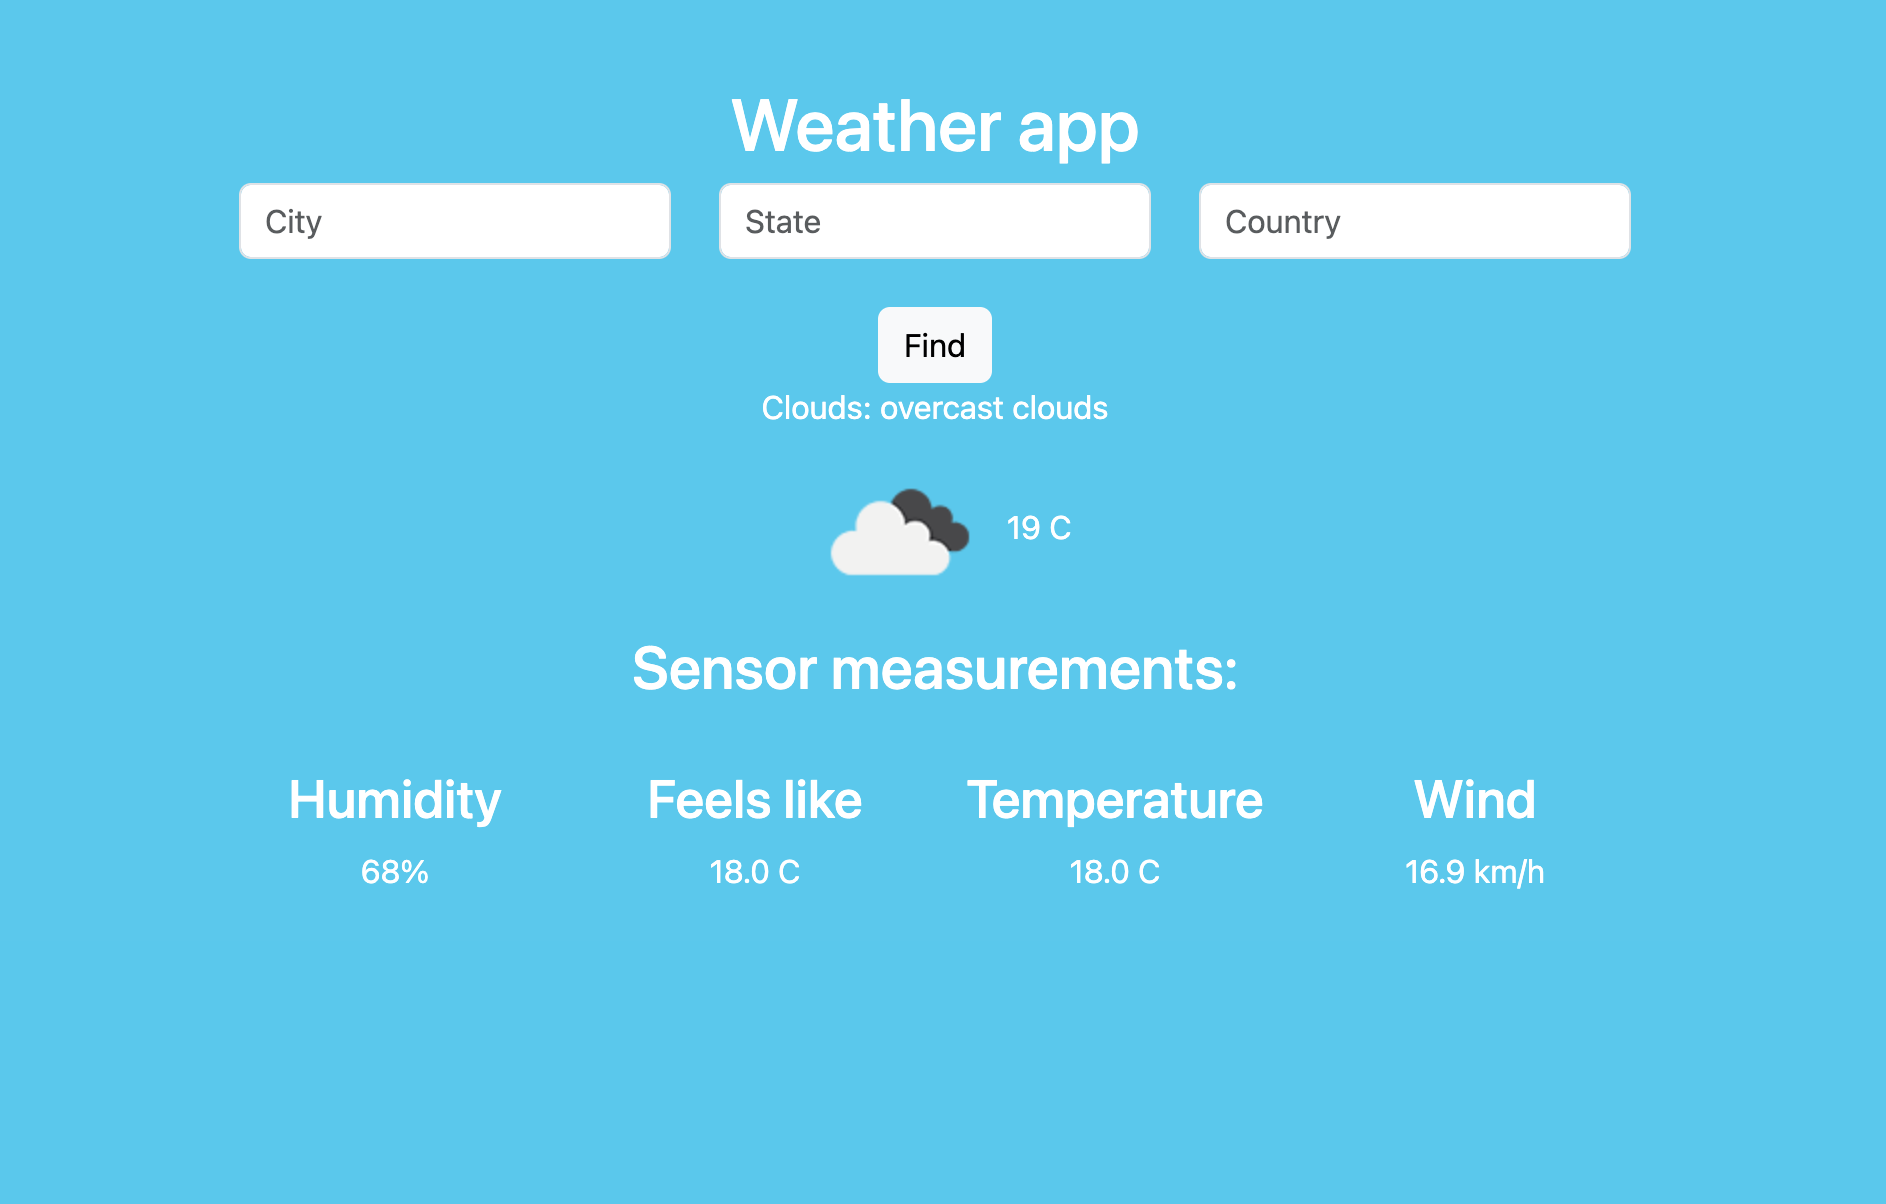 Weather app
City State Country
Find
Clouds: overcast clouds
19 C
Sensor measurements:
Humidity Feels like Temperature Wind
68% 18.0 C 18.0 C 16.9 km/h